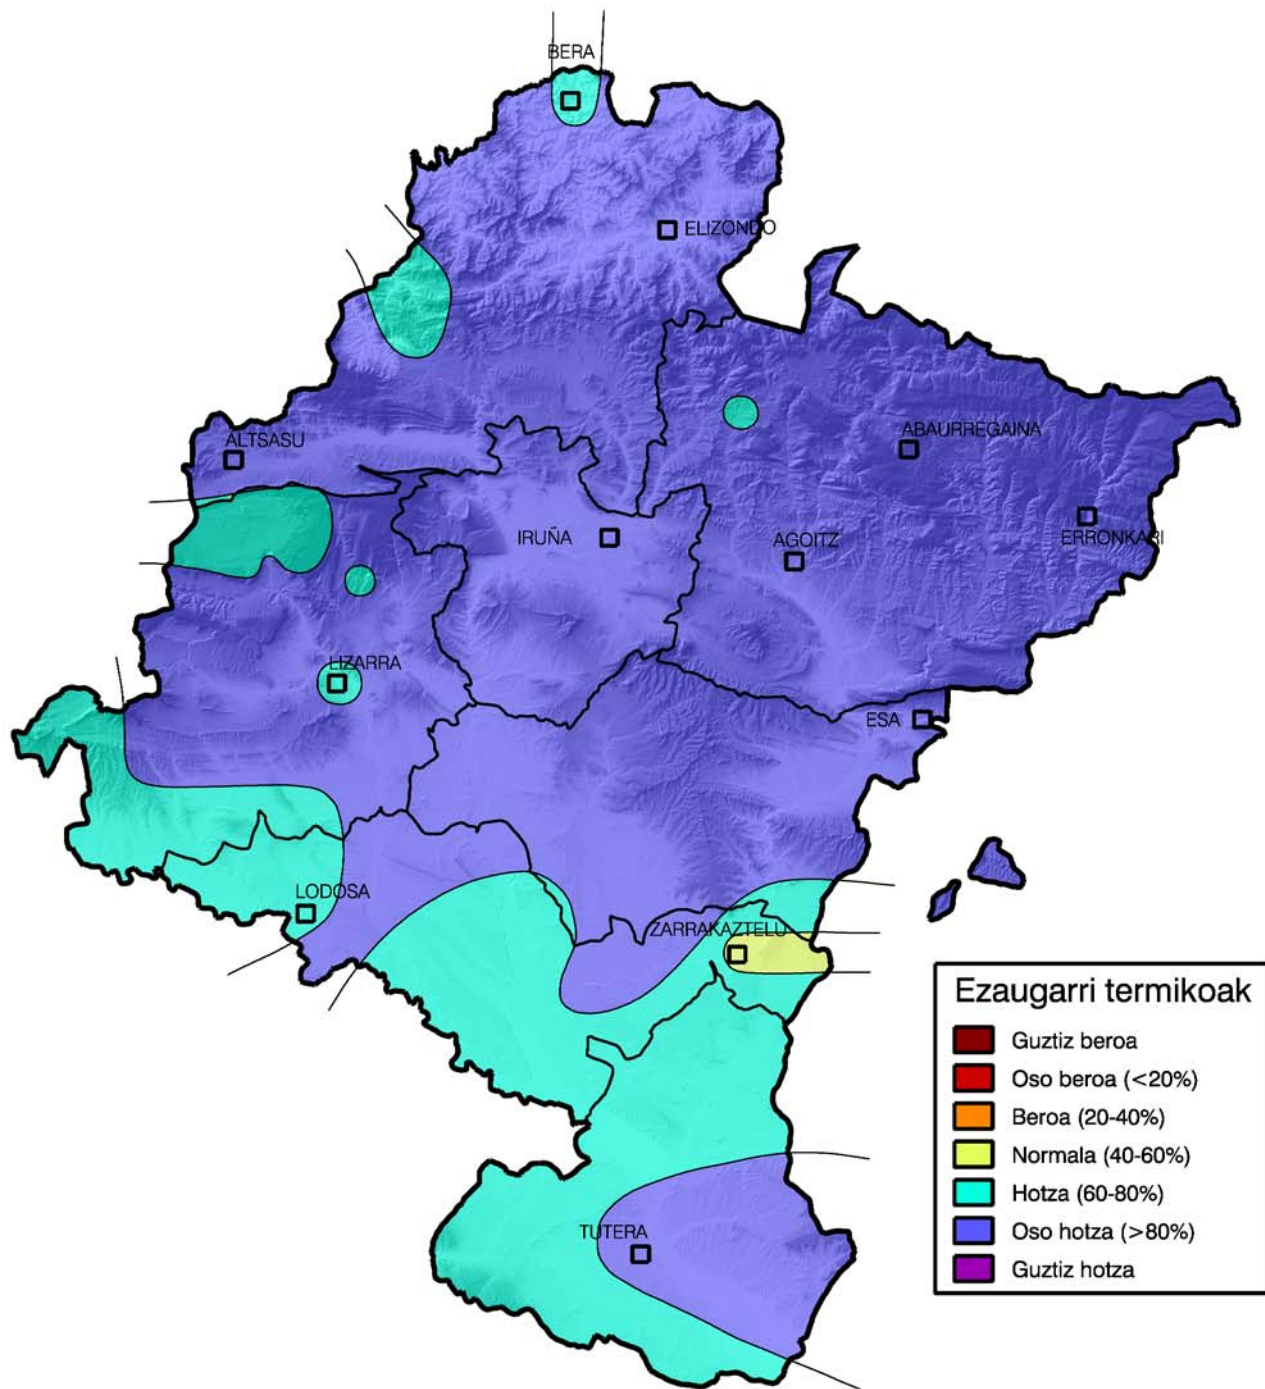 BERA
ELIZONDO
ALTSASU
ABAURREGAINA
IRUÑA
AGOITZ
ERRONKARI
LIZARRA
ESA
LODOSA
ZARRAKAZTELU
TUTERA
Ezaugarri termikoak
Guztiz beroa
Oso beroa (<20%)
Beroa (20-40%)
Normala (40-60%)
Hotza (60-80%)
Oso hotza (>80%)
Guztiz hotza